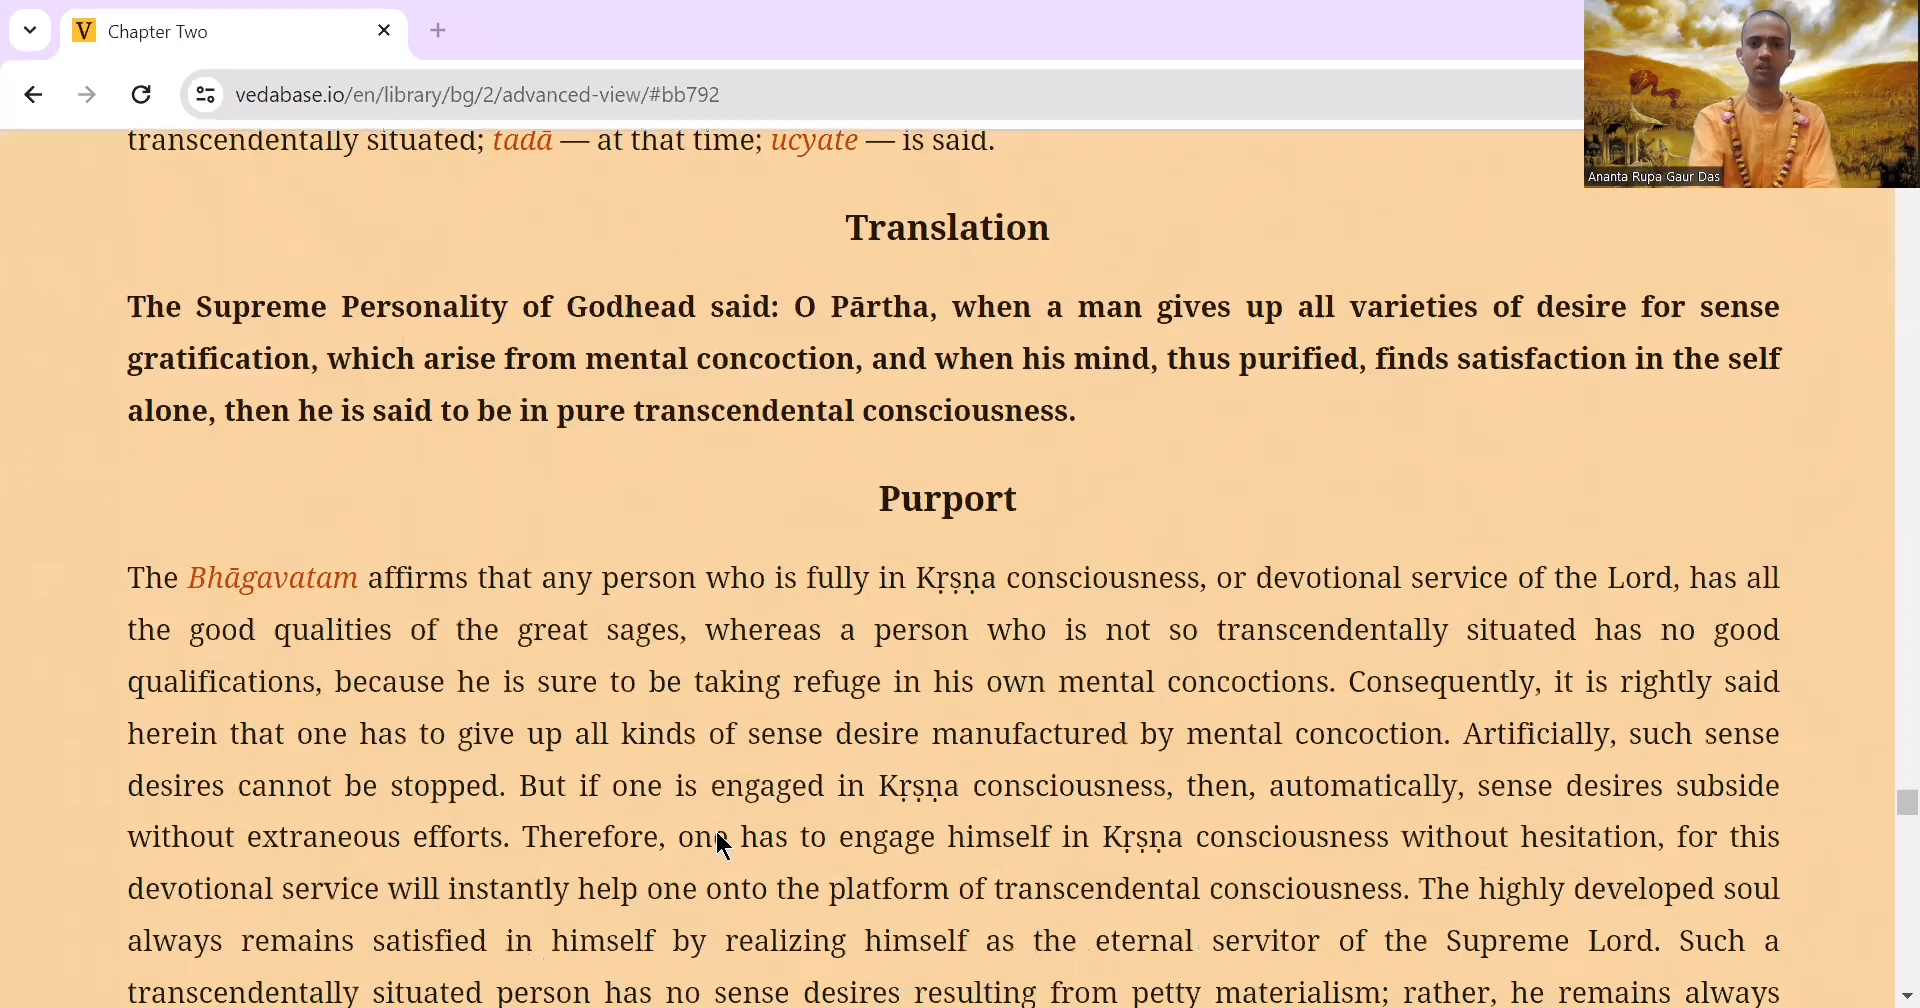 V Chapter Two
vedabase.io/en/library/bg/2/advanced-view/#bb792
Ananta Rupa Gaur Das
transcendentally situated; tadā — at that time; ucyate — is said.
Translation
The Supreme Personality of Godhead said: O Pārtha, when a man gives up all varieties of desire for sense
gratification, which arise from mental concoction, and when his mind, thus purified, finds satisfaction in the self
alone, then he is said to be in pure transcendental consciousness.
Purport
The Bhāgavatam affirms that any person who is fully in Kṛṣṇa consciousness, or devotional service of the Lord, has all
the good qualities of the great sages, whereas a person who is not so transcendentally situated has no good
qualifications, because he is sure to be taking refuge in his own mental concoctions. Consequently, it is rightly said
herein that one has to give up all kinds of sense desire manufactured by mental concoction. Artificially, such sense
desires cannot be stopped. But if one is engaged in Kṛṣṇa consciousness, then, automatically, sense desires subside
without extraneous efforts. Therefore, one has to engage himself in Kṛṣṇa consciousness without hesitation, for this
devotional service will instantly help one onto the platform of transcendental consciousness. The highly developed soul
always remains satisfied in himself by realizing himself as the eternal servitor of the Supreme Lord. Such a
transcendentally situated person has no sense desires resulting from petty materialism; rather, he remains always